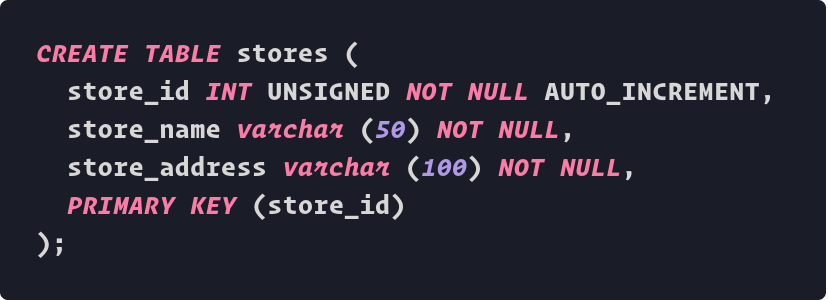 CREATE TABLE stores (
  store_id INT UNSIGNED NOT NULL AUTO_INCREMENT,
  store_name varchar (50) NOT NULL,
  store_address varchar (100) NOT NULL,
  PRIMARY KEY (store_id)
);